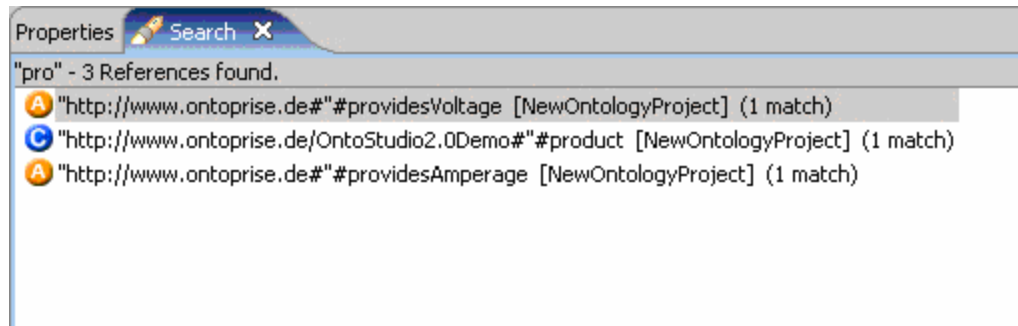 Properties Search
"pro" - 3 References found.
A "http://www.ontoprise.de#"#providesVoltage [NewOntologyProject] (1 match)
C "http://www.ontoprise.de/OntoStudio2.0Demo#"#product [NewOntologyProject] (1 match)
A "http://www.ontoprise.de#"#providesAmperage [NewOntologyProject] (1 match)